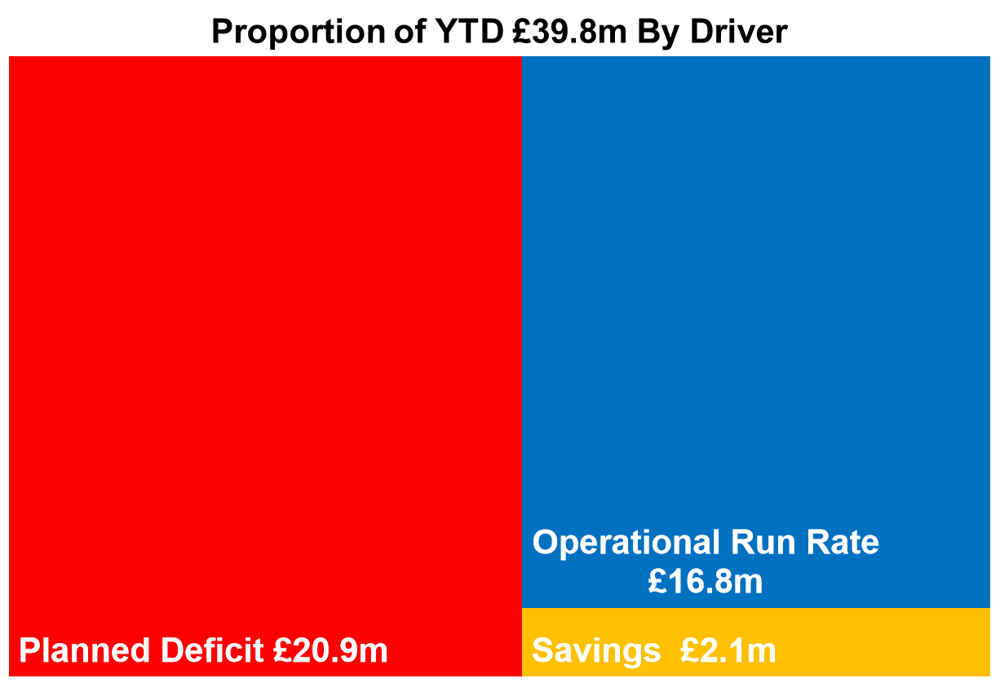 Proportion of YTD £39.8m By Driver
Operational Run Rate
£16.8m
Planned Deficit £20.9m
Savings  £2.1m